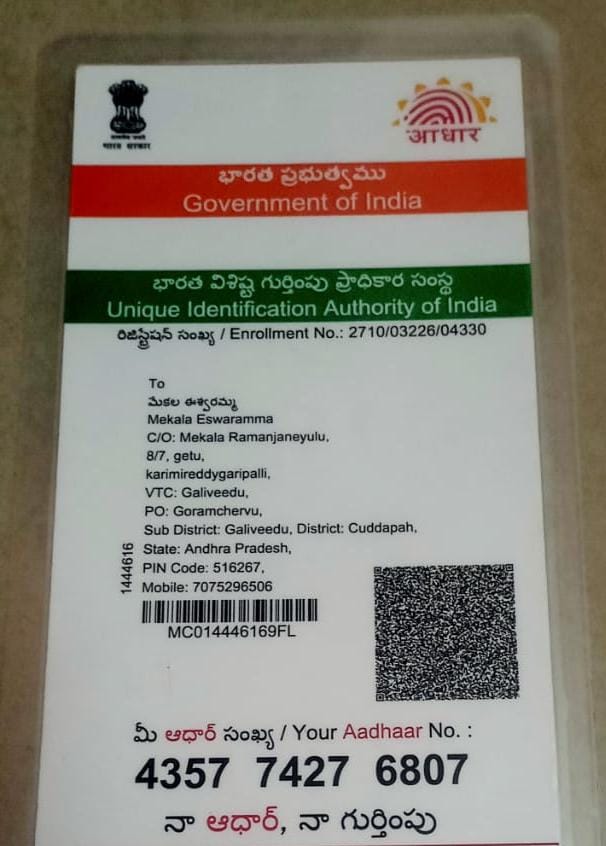 भारत सरकार
आधार
భారత ప్రభుత్వము
Government of India
భారత విశిష్ట గుర్తింపు ప్రాధికార సంస్థ
Unique Identification Authority of India
రిజిస్ట్రేషన్ సంఖ్య / Enrollment No.: 2710/03226/04330
To
మేకల ఈశ్వరమ్మ
Mekala Eswaramma
C/O: Mekala Ramanjaneyulu,
8/7, getu,
karimireddygaripalli,
VTC: Galiveedu,
PO: Goramchervu,
Sub District: Galiveedu, District: Cuddapah,
State: Andhra Pradesh,
PIN Code: 516267,
Mobile: 7075296506
1444616
MC014446169FL
మీ ఆధార్ సంఖ్య / Your Aadhaar No. :
4357 7427 6807
నా ఆధార్, నా గుర్తింపు